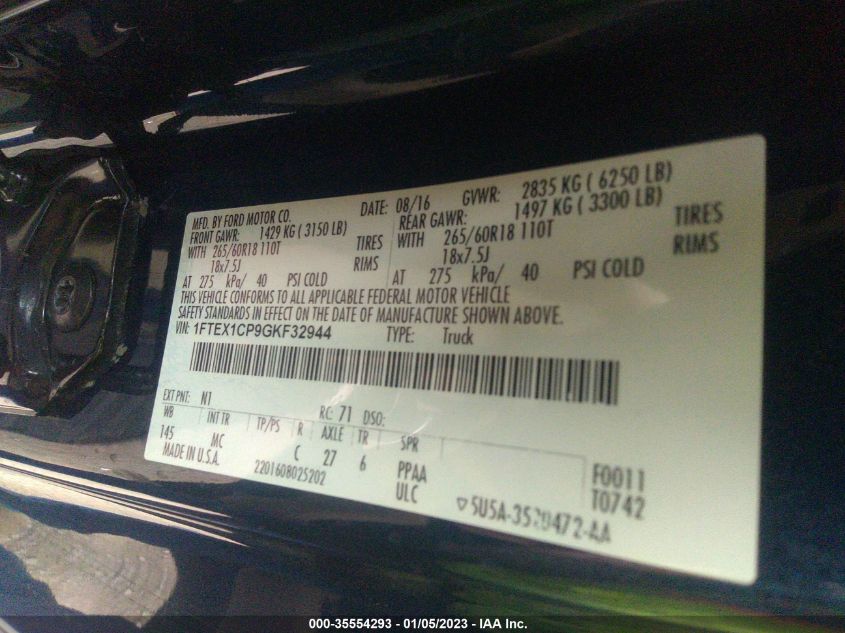 MFD. BY FORD MOTOR CO. DATE: 08/16 GVWR: 2835 KG ( 6250 LB)
FRONT GAWR: 1429 KG ( 3150 LB) REAR GAWR: 1497 KG ( 3300 LB)
WITH 265/60R18 110T TIRES WITH 265/60R18 110T TIRES
18x7.5J RIMS 18x7.5J RIMS
AT 275 kPa/ 40 PSI COLD AT 275 kPa/ 40 PSI COLD
THIS VEHICLE CONFORMS TO ALL APPLICABLE FEDERAL MOTOR VEHICLE
SAFETY STANDARDS IN EFFECT ON THE DATE OF MANUFACTURE SHOWN ABOVE.
VIN: 1FTEX1CP9GKF32944 TYPE: Truck
EXT PNT: N1 RC: 71 DSO:
WB INT TR TP/PS R AXLE TR SPR
145 MC C 27 6 PPAA F0011
MADE IN U.S.A. 2201608025202 ULC T0742
5U5A-3520472-AA
000-35554293 - 01/05/2023 - IAA Inc.